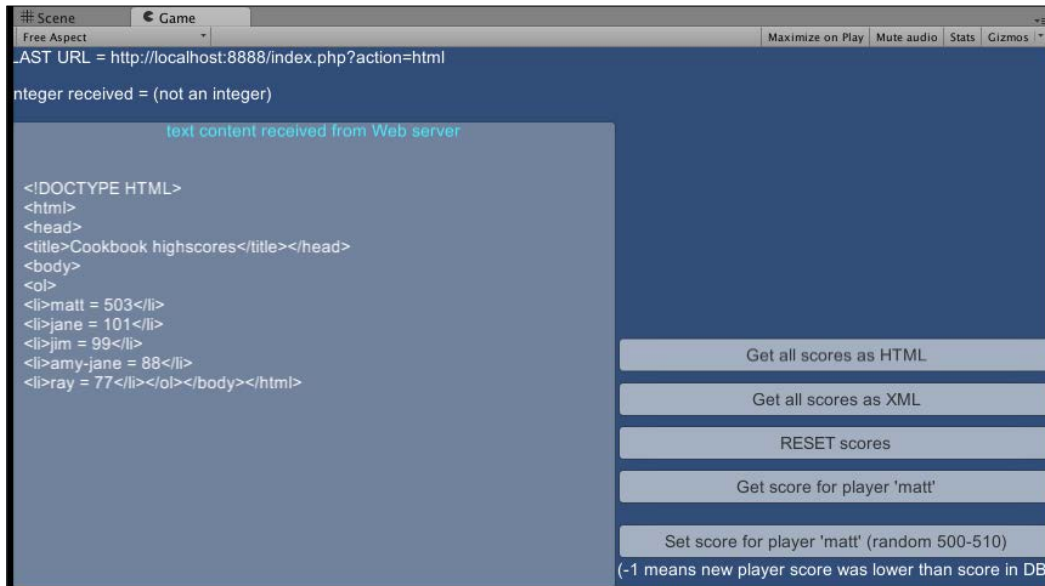 Scene Game
Free Aspect Maximize on Play Mute audio Stats Gizmos
LAST URL = http://localhost:8888/index.php?action=html
nteger received = (not an integer)
text content received from Web server
<!DOCTYPE HTML>
<html>
<head>
<title>Cookbook highscores</title></head>
<body>
<ol>
<li>matt = 503</li>
<li>jane = 101</li>
<li>jim = 99</li>
<li>amy-jane = 88</li>
<li>ray = 77</li></ol></body></html>
Get all scores as HTML
Get all scores as XML
RESET scores
Get score for player 'matt'
Set score for player 'matt' (random 500-510)
(-1 means new player score was lower than score in DB